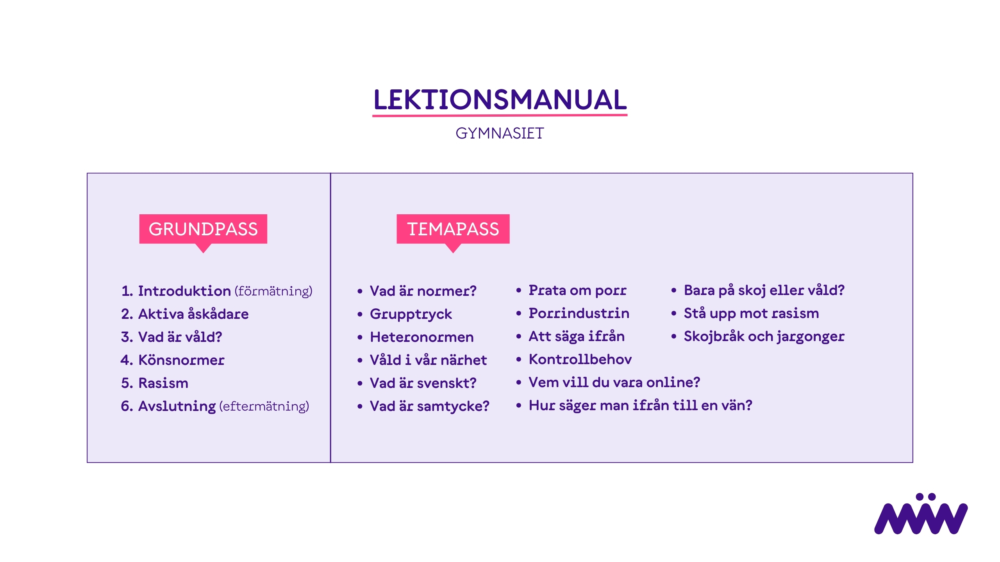 LEKTIONSMANUAL
GYMNASIET
GRUNDPASS
1. Introduktion (förmätning)
2. Aktiva åskådare
3. Vad är våld?
4. Könsnormer
5. Rasism
6. Avslutning (eftermätning)
TEMAPASS
• Vad är normer?
• Grupptryck
• Heteronormen
• Våld i vår närhet
• Vad är svenskt?
• Vad är samtycke?
• Prata om porr
• Porrindustrin
• Att säga ifrån
• Kontrollbehov
• Vem vill du vara online?
• Hur säger man ifrån till en vän?
• Bara på skoj eller våld?
• Stå upp mot rasism
• Skojbråk och jargonger